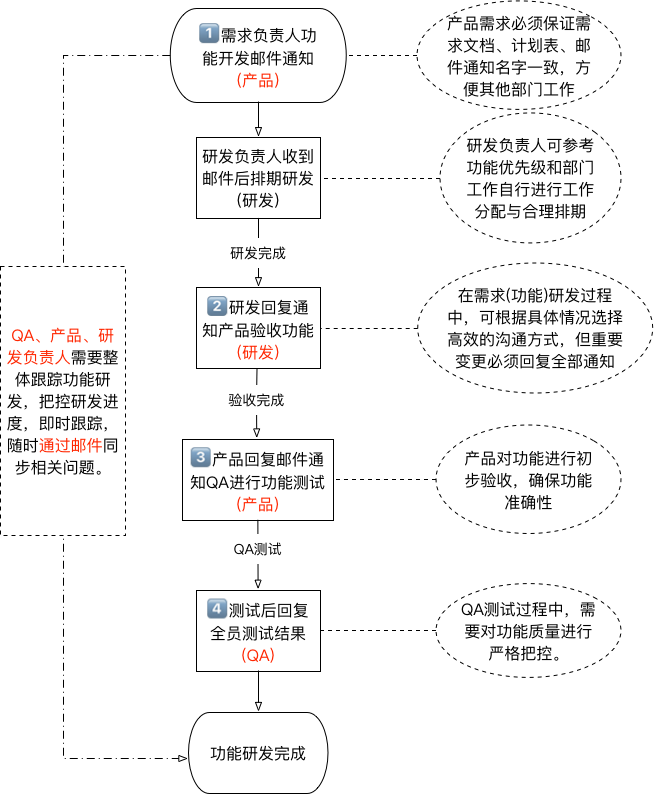 1 需求负责人功
能开发邮件通知
(产品)
产品需求必须保证需
求文档、计划表、邮
件通知名字一致，方
便其他部门工作
研发负责人收到
邮件后排期研发
(研发)
研发负责人可参考
功能优先级和部门
工作自行进行工作
分配与合理排期
研发完成
2 研发回复通
知产品验收功能
(研发)
在需求(功能)研发过程
中，可根据具体情况选择
高效的沟通方式，但重要
变更必须回复全部通知
QA、产品、研
发负责人需要整
体跟踪功能研
发，把控研发进
度，即时跟踪，
随时通过邮件同
步相关问题。
验收完成
3 产品回复邮件通
知QA进行功能测试
(产品)
产品对功能进行初
步验收，确保功能
准确性
QA测试
4 测试后回复
全员测试结果
(QA)
QA测试过程中，需
要对功能质量进行
严格把控。
功能研发完成